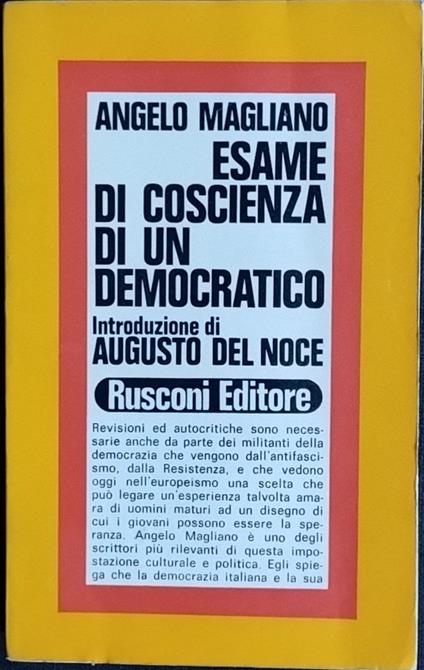 ANGELO MAGLIANO
ESAME
DI COSCIENZA
DI UN
DEMOCRATICO
Introduzione di
AUGUSTO DEL NOCE
Rusconi Editore
Revisioni ed autocritiche sono neces-
sarie anche da parte dei militanti della
democrazia che vengono dall'antifasci-
smo, dalla Resistenza, e che vedono
oggi nell'europeismo una scelta che
può legare un'esperienza talvolta ama-
ra di uomini maturi ad un disegno di
cui i giovani possono essere la spe-
ranza. Angelo Magliano è uno degli
scrittori più rilevanti di questa impo-
stazione culturale e politica. Egli spie-
ga che la democrazia italiana e la sua